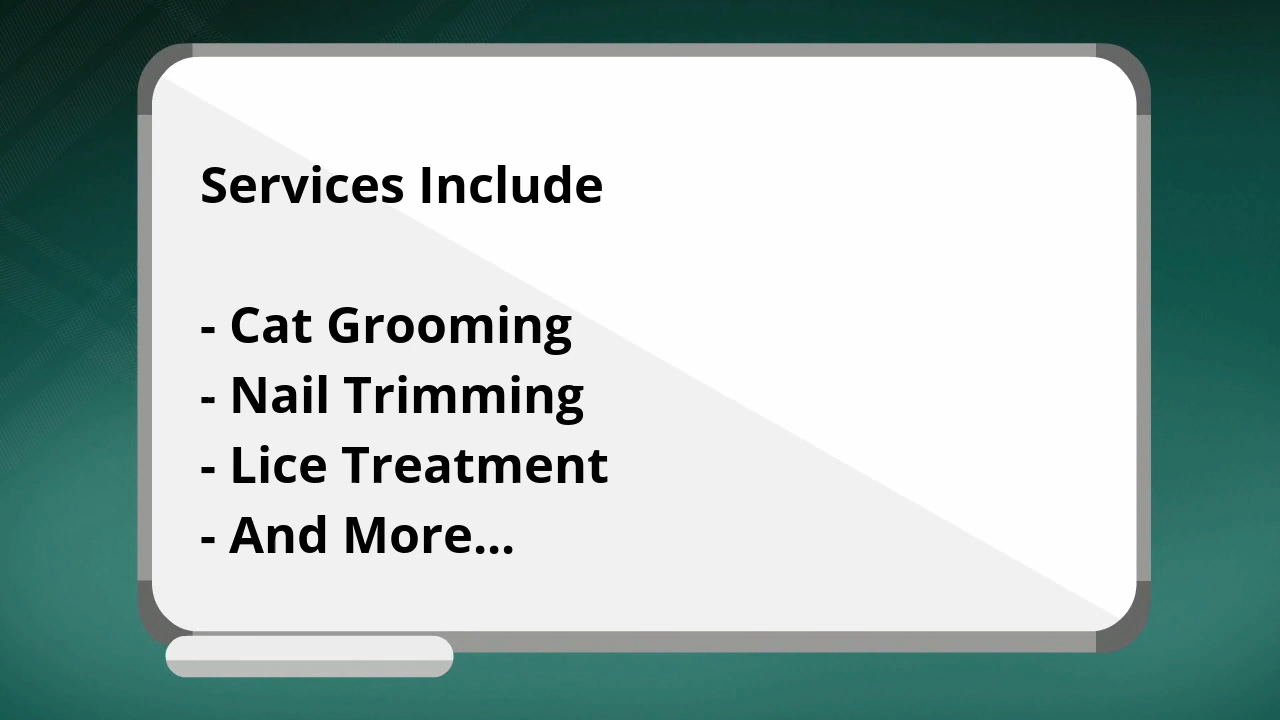 Services Include
- Cat Grooming
- Nail Trimming
- Lice Treatment
- And More...